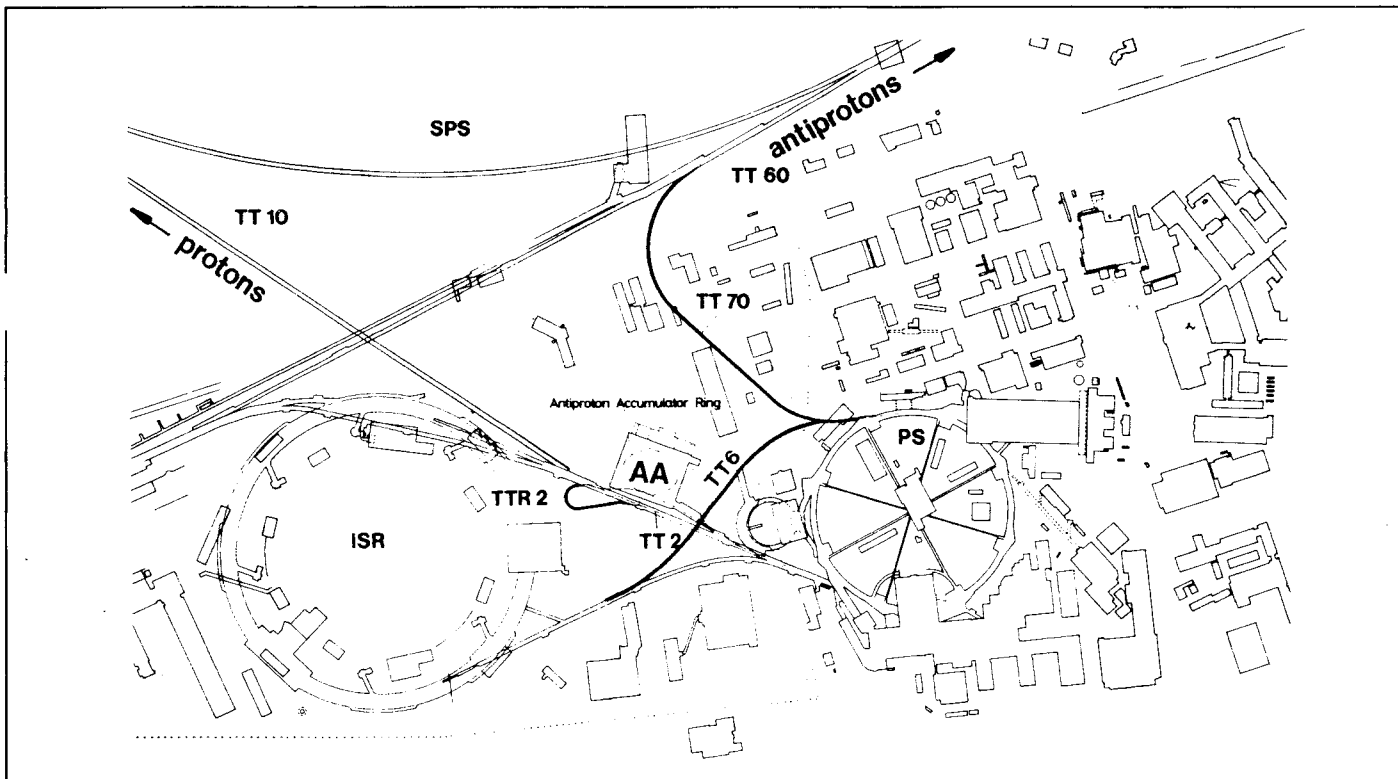 SPS
antiprotons
TT 60
TT 10
protons
TT 70
Antiproton Accumulator Ring
PS
AA
TT6
TTR 2
ISR
TT 2